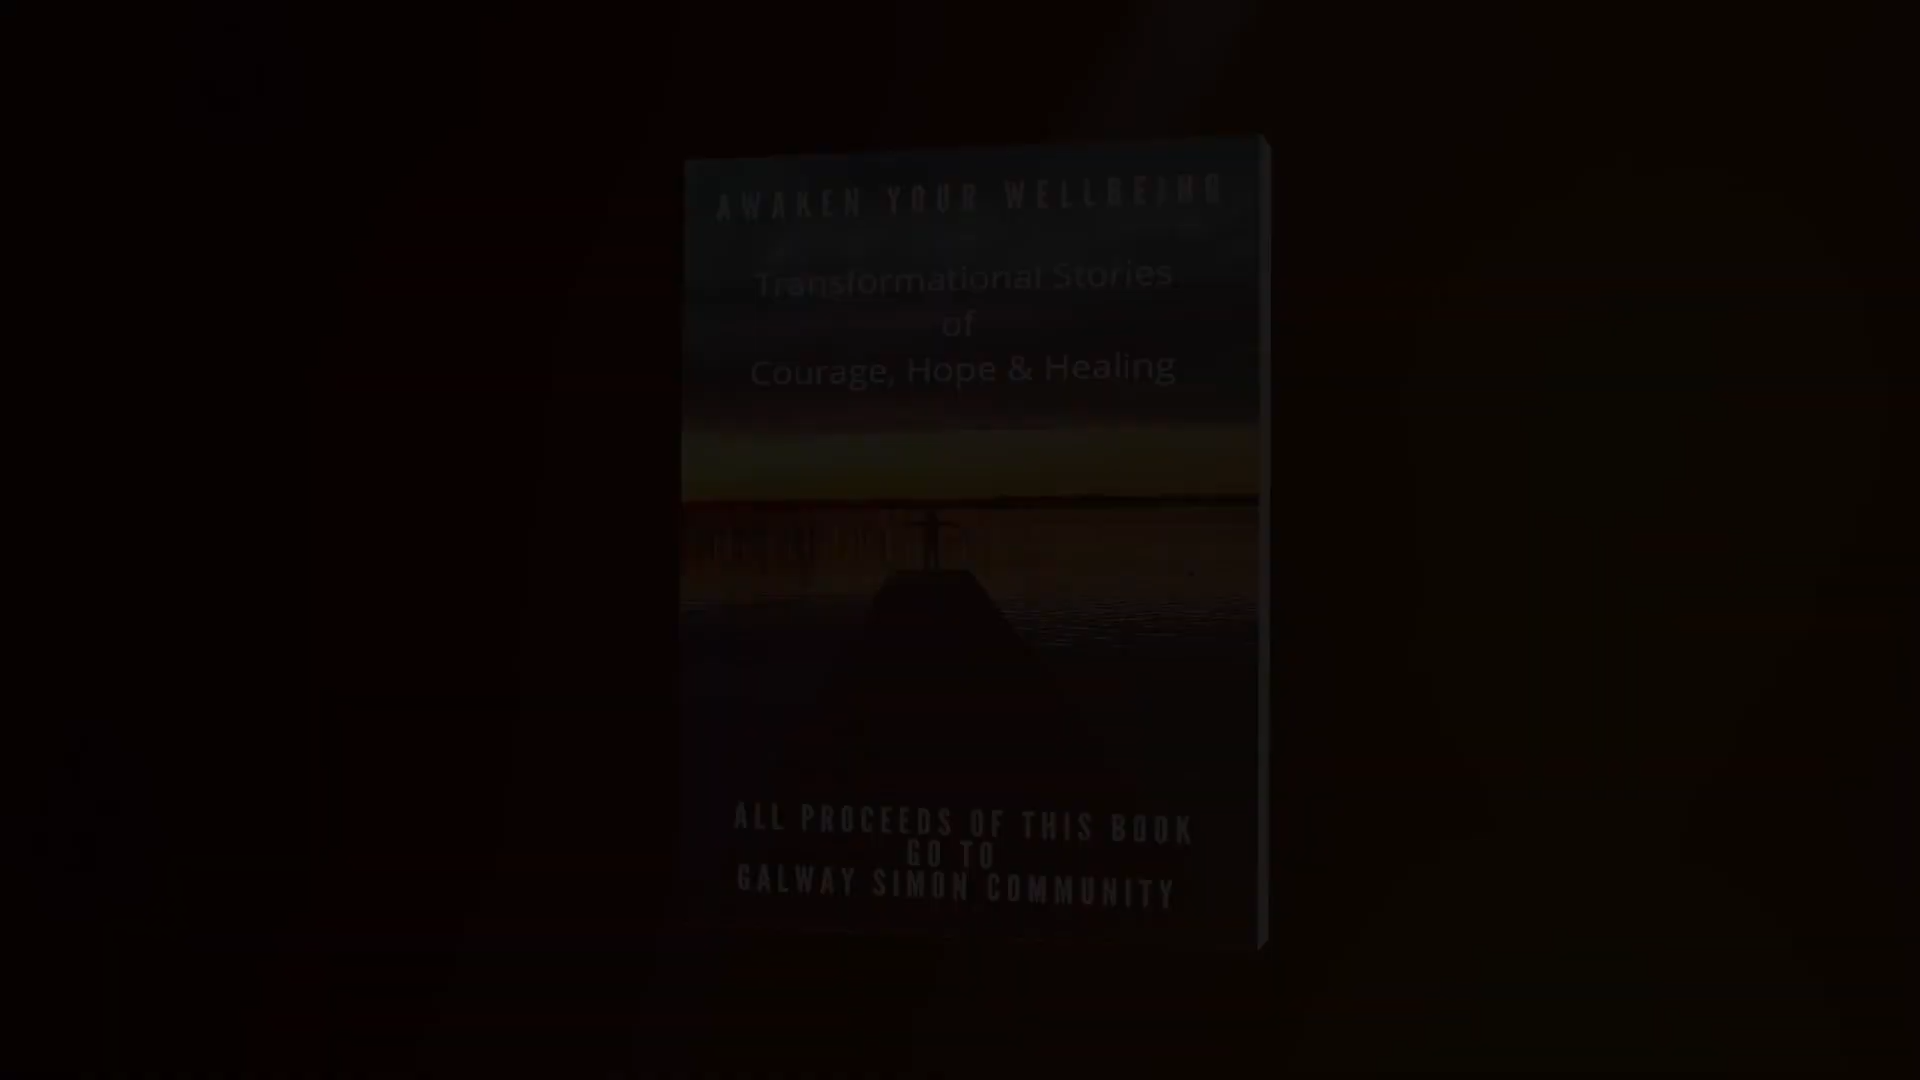 AWAKEN YOUR WELLBEING
Transformational Stories
of
Courage, Hope & Healing
ALL PROCEEDS OF THIS BOOK
GO TO
GALWAY SIMON COMMUNITY